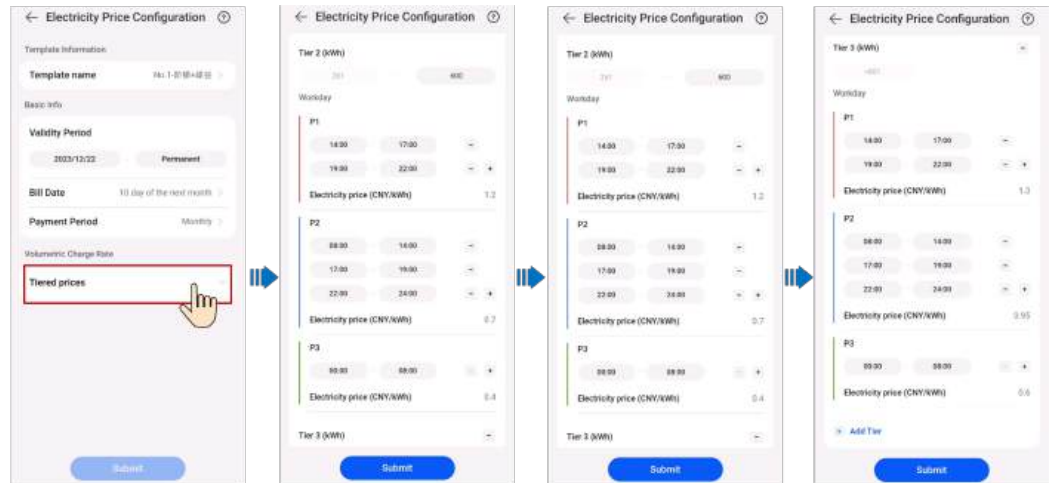 ← Electricity Price Configuration ?
Template Information
Template name No.1-阶梯+峰谷 >
Basic Info
Validity Period
2023/12/22 Permanent
Bill Date 10 day of the next month >
Payment Period Monthly >
Volumetric Charge Rate
Tiered prices
Submit
← Electricity Price Configuration ?
Tier 2 (kWh)
241 600
Workday
P1
14:00 17:00 -
19:00 22:00 - +
Electricity price (CNY/kWh) 1.2
P2
08:00 14:00 -
17:00 19:00 -
22:00 24:00 - +
Electricity price (CNY/kWh) 0.7
P3
00:00 08:00 - +
Electricity price (CNY/kWh) 0.4
Tier 3 (kWh) -
Submit
← Electricity Price Configuration ?
Tier 2 (kWh)
241 600
Workday
P1
14:00 17:00 -
19:00 22:00 - +
Electricity price (CNY/kWh) 1.2
P2
08:00 14:00 -
17:00 19:00 -
22:00 24:00 - +
Electricity price (CNY/kWh) 0.7
P3
00:00 08:00 - +
Electricity price (CNY/kWh) 0.4
Tier 3 (kWh) -
Submit
← Electricity Price Configuration ?
Tier 3 (kWh) -
Workday
P1
14:00 17:00 -
19:00 22:00 - +
Electricity price (CNY/kWh) 1.3
P2
08:00 14:00 -
17:00 19:00 -
22:00 24:00 - +
Electricity price (CNY/kWh) 0.95
P3
00:00 08:00 - +
Electricity price (CNY/kWh) 0.6
+ Add Tier
Submit